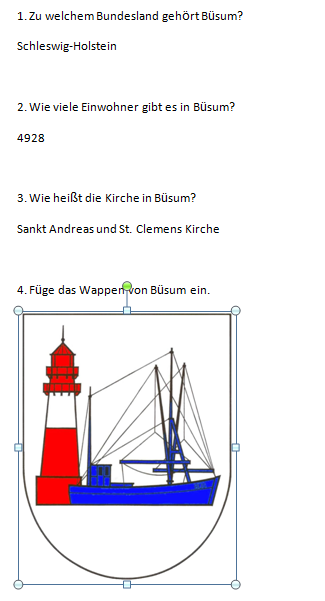 1. Zu welchem Bundesland gehört Büsum?
Schleswig-Holstein
2. Wie viele Einwohner gibt es in Büsum?
4928
3. Wie heißt die Kirche in Büsum?
Sankt Andreas und St. Clemens Kirche
4. Füge das Wappen von Büsum ein.